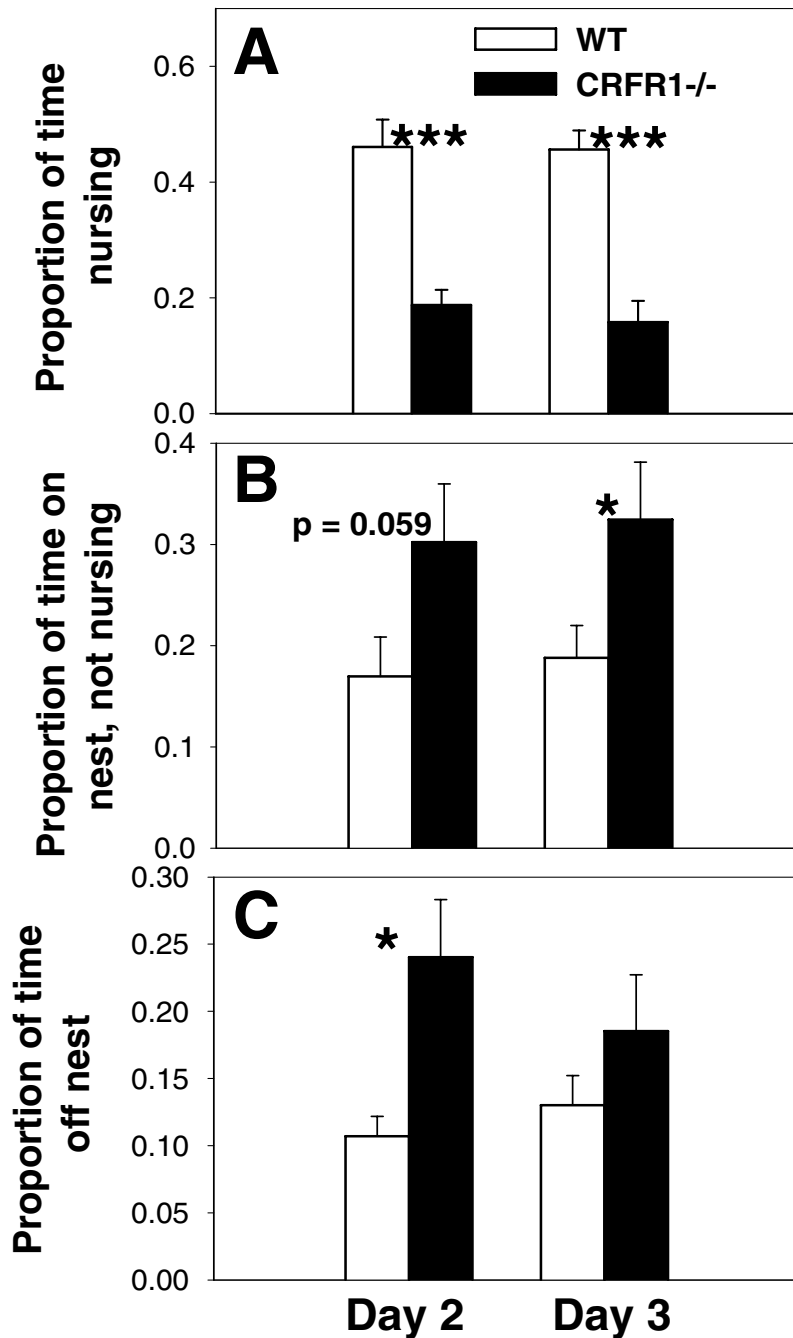 A
WT
CRFR1-/-
Proportion of time
nursing
0.6
0.4
0.2
0.0
***
***
B
Proportion of time on
nest, not nursing
0.4
0.3
0.2
0.1
0.0
p = 0.059
*
C
Proportion of time
off nest
0.30
0.25
0.20
0.15
0.10
0.05
0.00
*
Day 2
Day 3